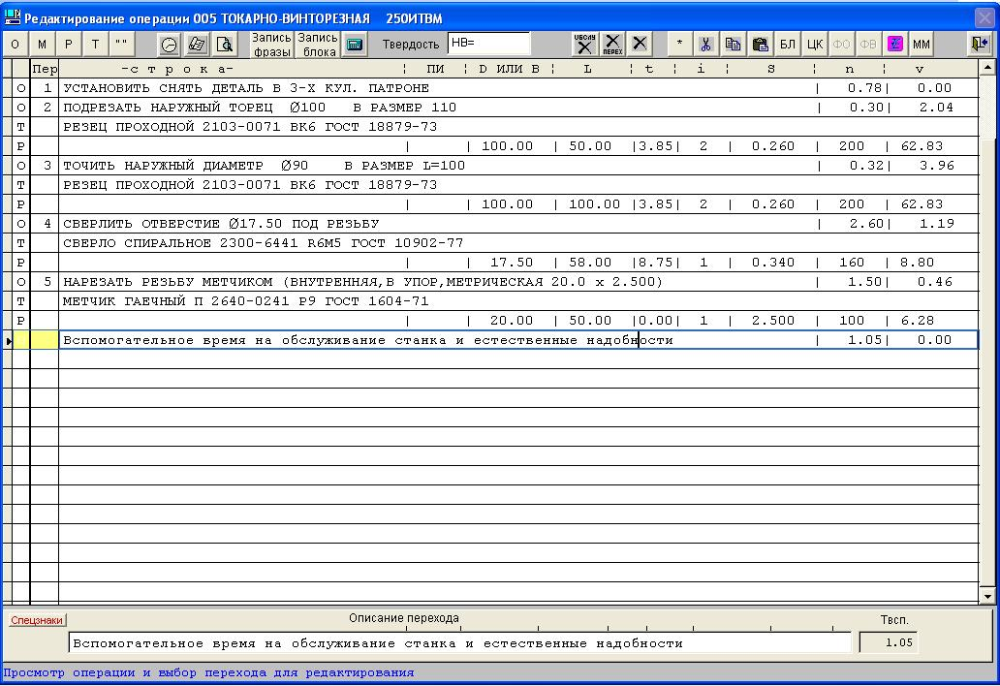 Редактирование операции 005 ТОКАРНО-ВИНТОРЕЗНАЯ 250ИТВМ
О М Р Т "" Запись фразы Запись блока Твердость HB= ПЕРЕХ * БЛ ЦК ФО ФВ Σ ММ
Пер -с т р о к а- ¦ ПИ ¦ D ИЛИ B ¦ L ¦ t ¦ i ¦ S ¦ n ¦ v
О 1 УСТАНОВИТЬ СНЯТЬ ДЕТАЛЬ В 3-Х КУЛ. ПАТРОНЕ | 0.78| 0.00
О 2 ПОДРЕЗАТЬ НАРУЖНЫЙ ТОРЕЦ Ø100 В РАЗМЕР 110 | 0.30| 2.04
Т РЕЗЕЦ ПРОХОДНОЙ 2103-0071 ВК6 ГОСТ 18879-73
Р | | 100.00 | 50.00 |3.85| 2 | 0.260 | 200 | 62.83
О 3 ТОЧИТЬ НАРУЖНЫЙ ДИАМЕТР Ø90 В РАЗМЕР L=100 | 0.32| 3.96
Т РЕЗЕЦ ПРОХОДНОЙ 2103-0071 ВК6 ГОСТ 18879-73
Р | | 100.00 | 100.00 |3.85| 2 | 0.260 | 200 | 62.83
О 4 СВЕРЛИТЬ ОТВЕРСТИЕ Ø17.50 ПОД РЕЗЬБУ | 2.60| 1.19
Т СВЕРЛО СПИРАЛЬНОЕ 2300-6441 R6M5 ГОСТ 10902-77
Р | | 17.50 | 58.00 |8.75| 1 | 0.340 | 160 | 8.80
О 5 НАРЕЗАТЬ РЕЗЬБУ МЕТЧИКОМ (ВНУТРЕННЯЯ,В УПОР,МЕТРИЧЕСКАЯ 20.0 x 2.500) | 1.50| 0.46
Т МЕТЧИК ГАЕЧНЫЙ П 2640-0241 Р9 ГОСТ 1604-71
Р | | 20.00 | 50.00 |0.00| 1 | 2.500 | 100 | 6.28
Вспомогательное время на обслуживание станка и естественные надобности | 1.05| 0.00
Спецзнаки Описание перехода Твсп.
Вспомогательное время на обслуживание станка и естественные надобности 1.05
Просмотр операции и выбор перехода для редактирования